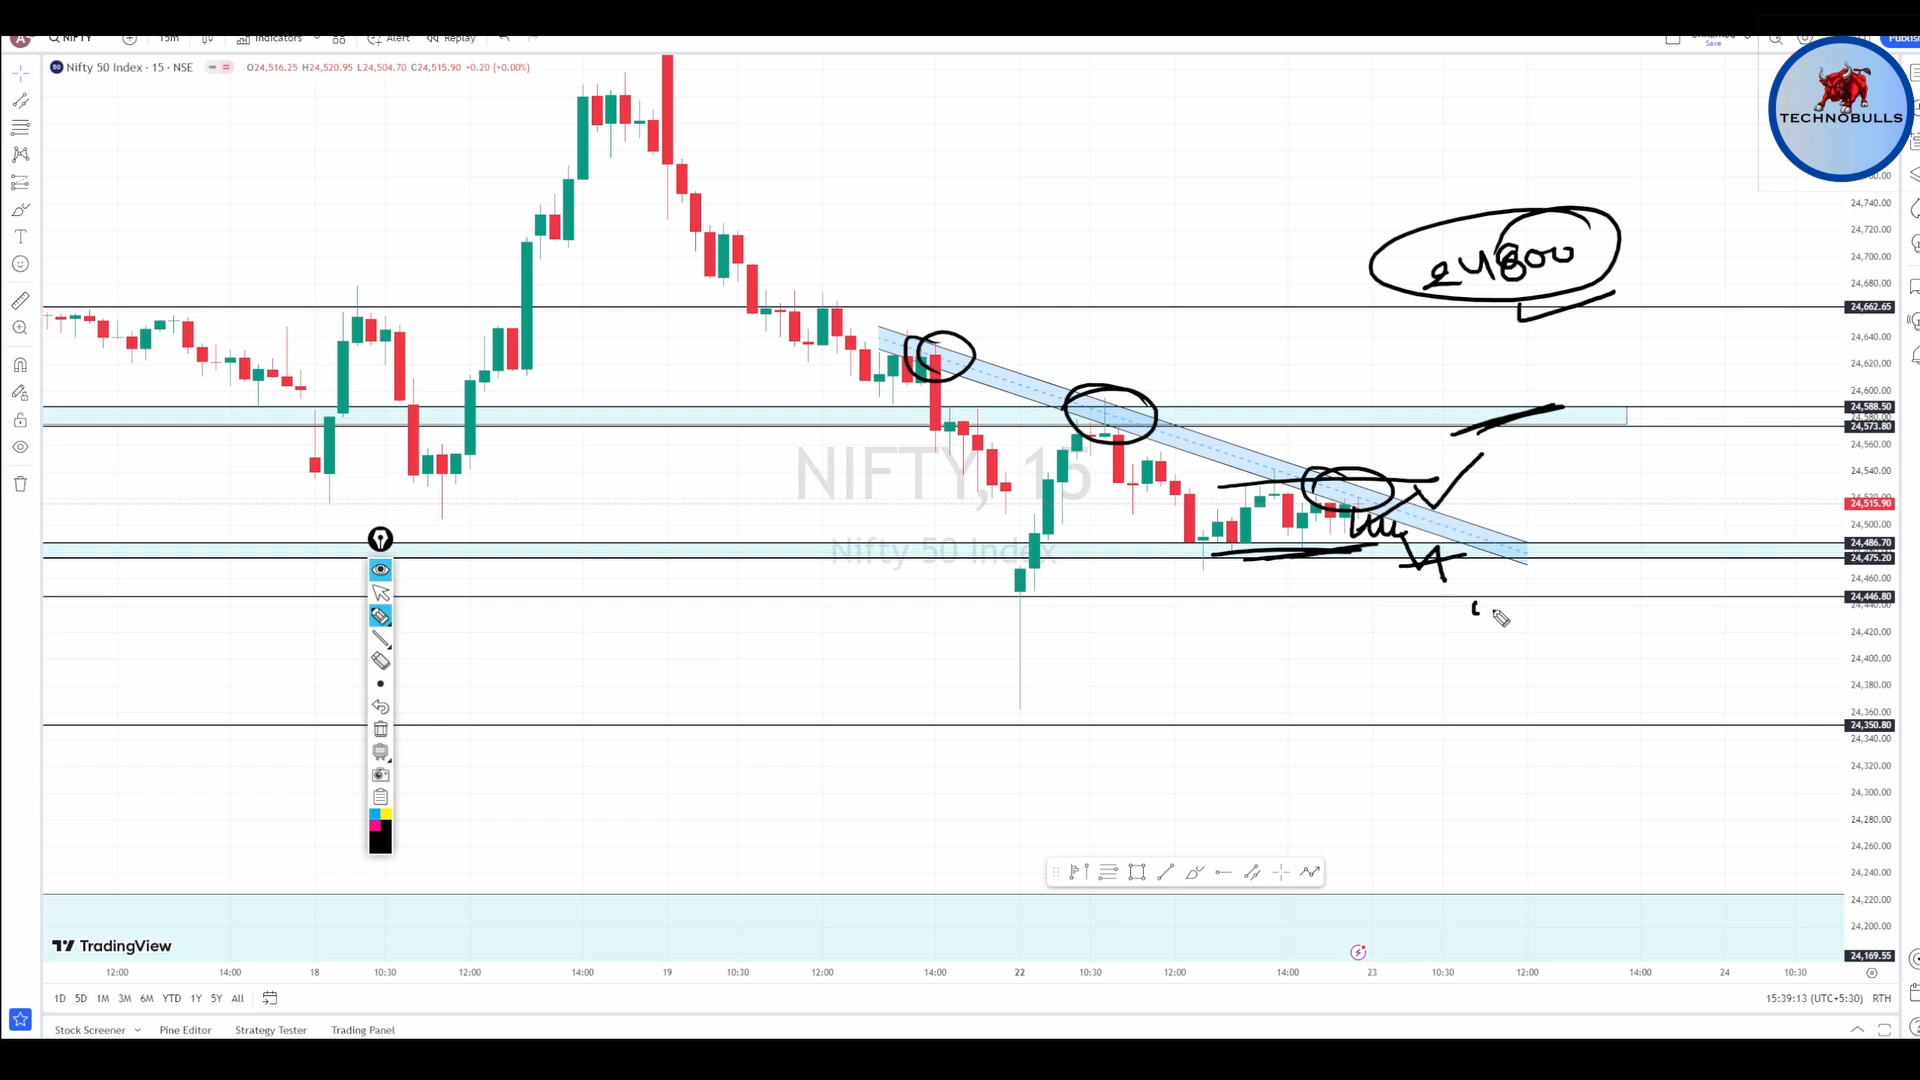 NIFTY
15m
Indicators
Alert
Replay
Save
Publish
Nifty 50 Index · 15 · NSE
O24,516.25 H24,520.95 L24,504.70 C24,515.90 +0.20 (+0.00%)
TECHNOBULLS
24,740.00
24,720.00
24,700.00
24,680.00
24800
24,662.65
24,640.00
24,620.00
24,600.00
24,588.50
24,573.80
24,560.00
24,540.00
NIFTY, 15
24,515.90
24,500.00
Nifty 50 Index
24,486.70
24,475.20
24,460.00
24,446.80
24,440.00
24,420.00
24,400.00
24,380.00
24,360.00
24,350.80
24,340.00
24,320.00
24,300.00
24,280.00
24,260.00
24,240.00
24,220.00
24,200.00
TradingView
24,169.55
12:00 14:00 18 10:30 12:00 14:00 19 10:30 12:00 14:00 22 10:30 12:00 14:00 23 10:30 12:00 14:00 24 10:30
1D 5D 1M 3M 6M YTD 1Y 5Y All
15:39:13 (UTC+5:30) RTH
Stock Screener Pine Editor Strategy Tester Trading Panel